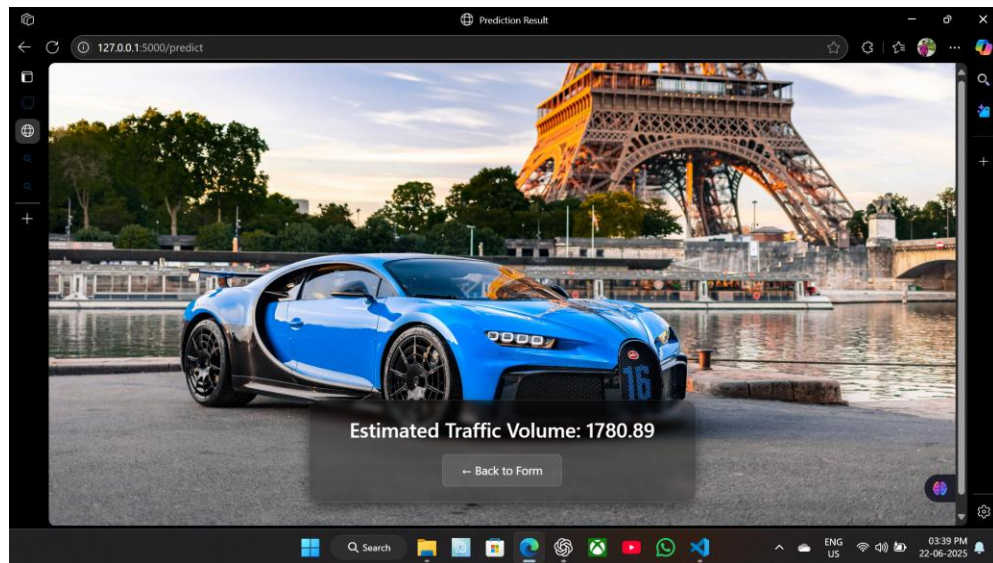 Prediction Result
127.0.0.1:5000/predict
16
Estimated Traffic Volume: 1780.89
← Back to Form
Search
ENG
US
03:39 PM
22-06-2025